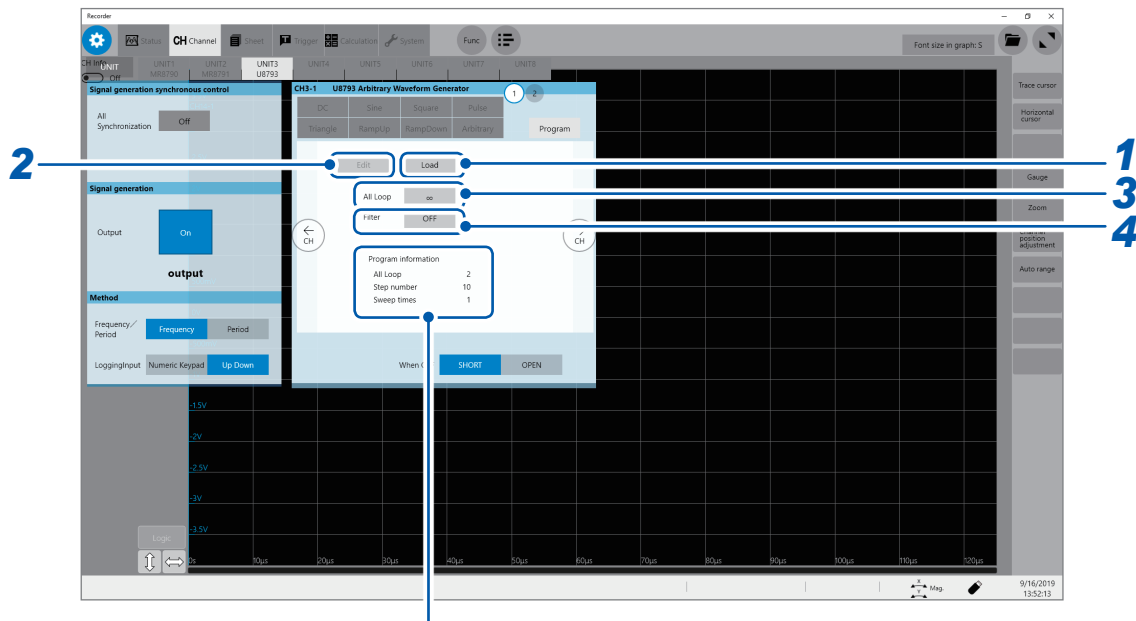 Recorder
Status CH Channel Sheet Trigger Calculation System Func Font size in graph: S
CH Info
Off
UNIT UNIT1 UNIT2 UNIT3 UNIT4 UNIT5 UNIT6 UNIT7 UNIT8
MR8790 MR8791 U8793
Signal generation synchronous control
All
Synchronization Off
Signal generation
Output On
output
Method
Frequency/
Period Frequency Period
LoggingInput Numeric Keypad Up Down
CH3-1 U8793 Arbitrary Waveform Generator 1 2
DC Sine Square Pulse
Triangle RampUp RampDown Arbitrary Program
Edit Load
All Loop ∞
Filter OFF
← CH
CH
Program information
All Loop 2
Step number 10
Sweep times 1
When SHORT OPEN
Trace cursor
Horizontal
cursor
Gauge
Zoom
Channel
position
adjustment
Auto range
2
1
3
4
-1.5V
-2V
-2.5V
-3V
-3.5V
Logic
0s 10μs 20μs 30μs 40μs 50μs 60μs 70μs 80μs 90μs 100μs 110μs 120μs
X
Y
Mag.
9/16/2019
13:52:13